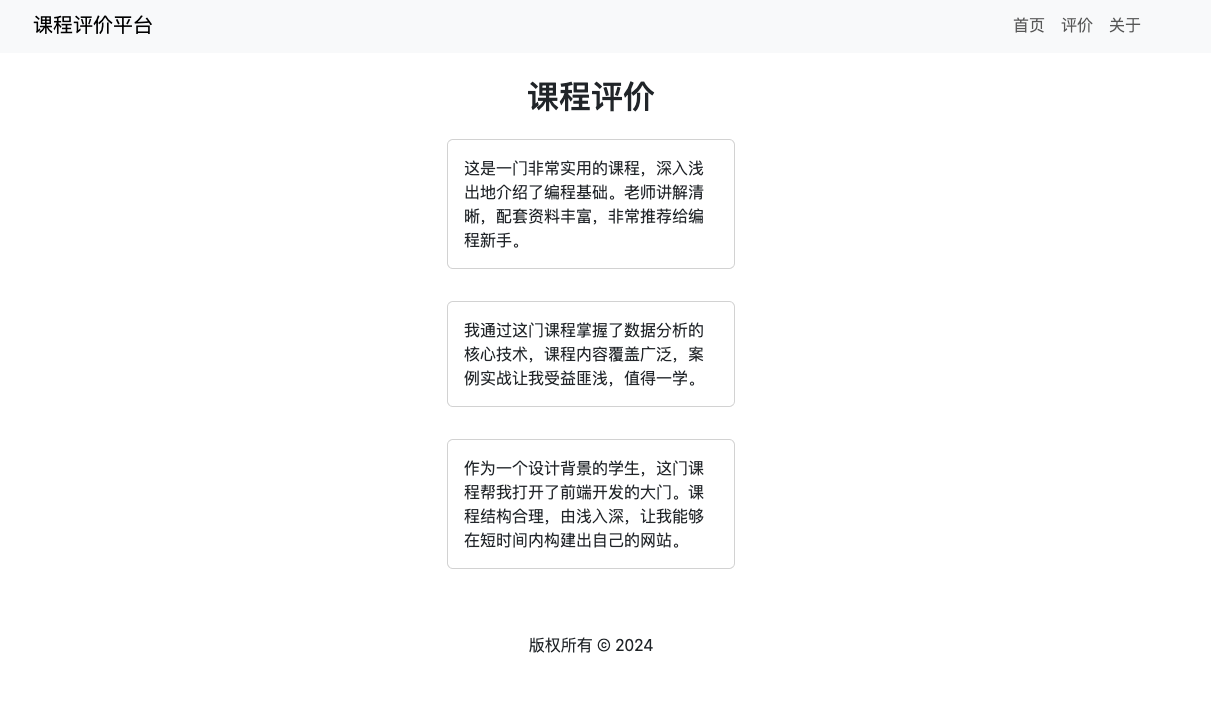 课程评价平台
首页 评价 关于
课程评价
这是一门非常实用的课程，深入浅
出地介绍了编程基础。老师讲解清
晰，配套资料丰富，非常推荐给编
程新手。
我通过这门课程掌握了数据分析的
核心技术，课程内容覆盖广泛，案
例实战让我受益匪浅，值得一学。
作为一个设计背景的学生，这门课
程帮我打开了前端开发的大门。课
程结构合理，由浅入深，让我能够
在短时间内构建出自己的网站。
版权所有 © 2024